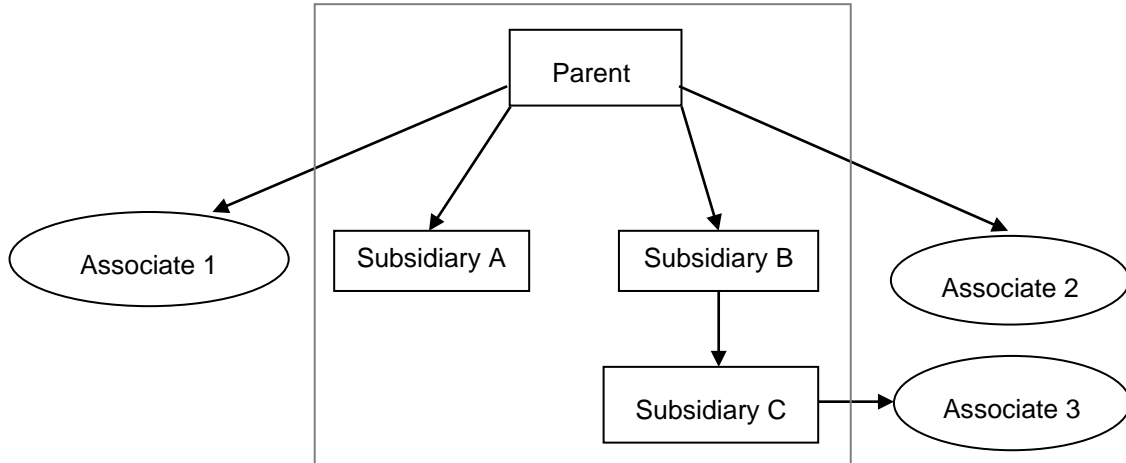 Parent
Associate 1
Subsidiary A
Subsidiary B
Associate 2
Subsidiary C
Associate 3